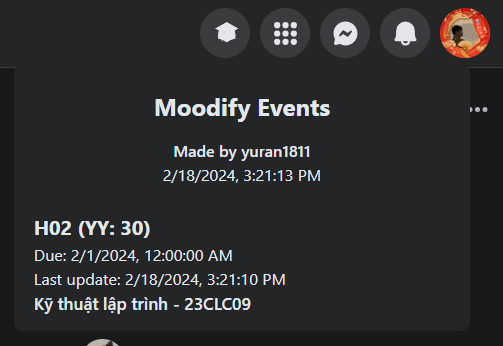 Moodify Events
Made by yuran1811
2/18/2024, 3:21:13 PM
H02 (YY: 30)
Due: 2/1/2024, 12:00:00 AM
Last update: 2/18/2024, 3:21:10 PM
Kỹ thuật lập trình - 23CLC09